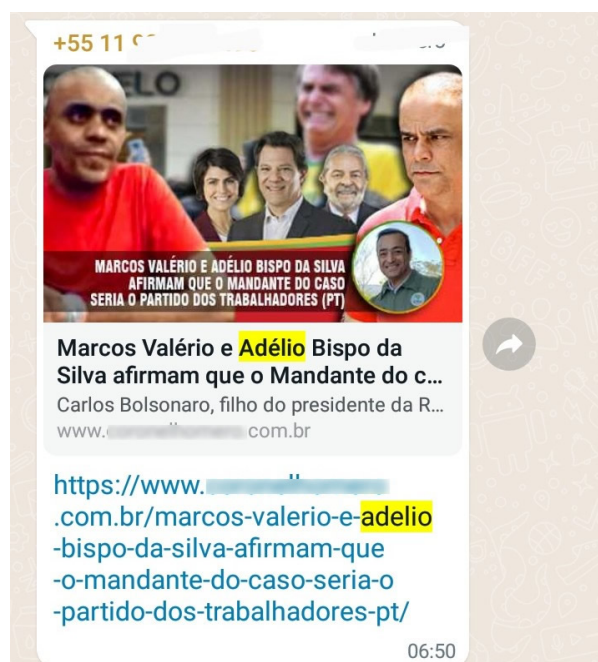 +55 11 9
ELO
MARCOS VALÉRIO E ADÉLIO BISPO DA SILVA
AFIRMAM QUE O MANDANTE DO CASO
SERIA O PARTIDO DOS TRABALHADORES (PT)
Marcos Valério e Adélio Bispo da
Silva afirmam que o Mandante do c...
Carlos Bolsonaro, filho do presidente da R...
www. .com.br
https://www.
.com.br/marcos-valerio-e-adelio
-bispo-da-silva-afirmam-que
-o-mandante-do-caso-seria-o
-partido-dos-trabalhadores-pt/
06:50